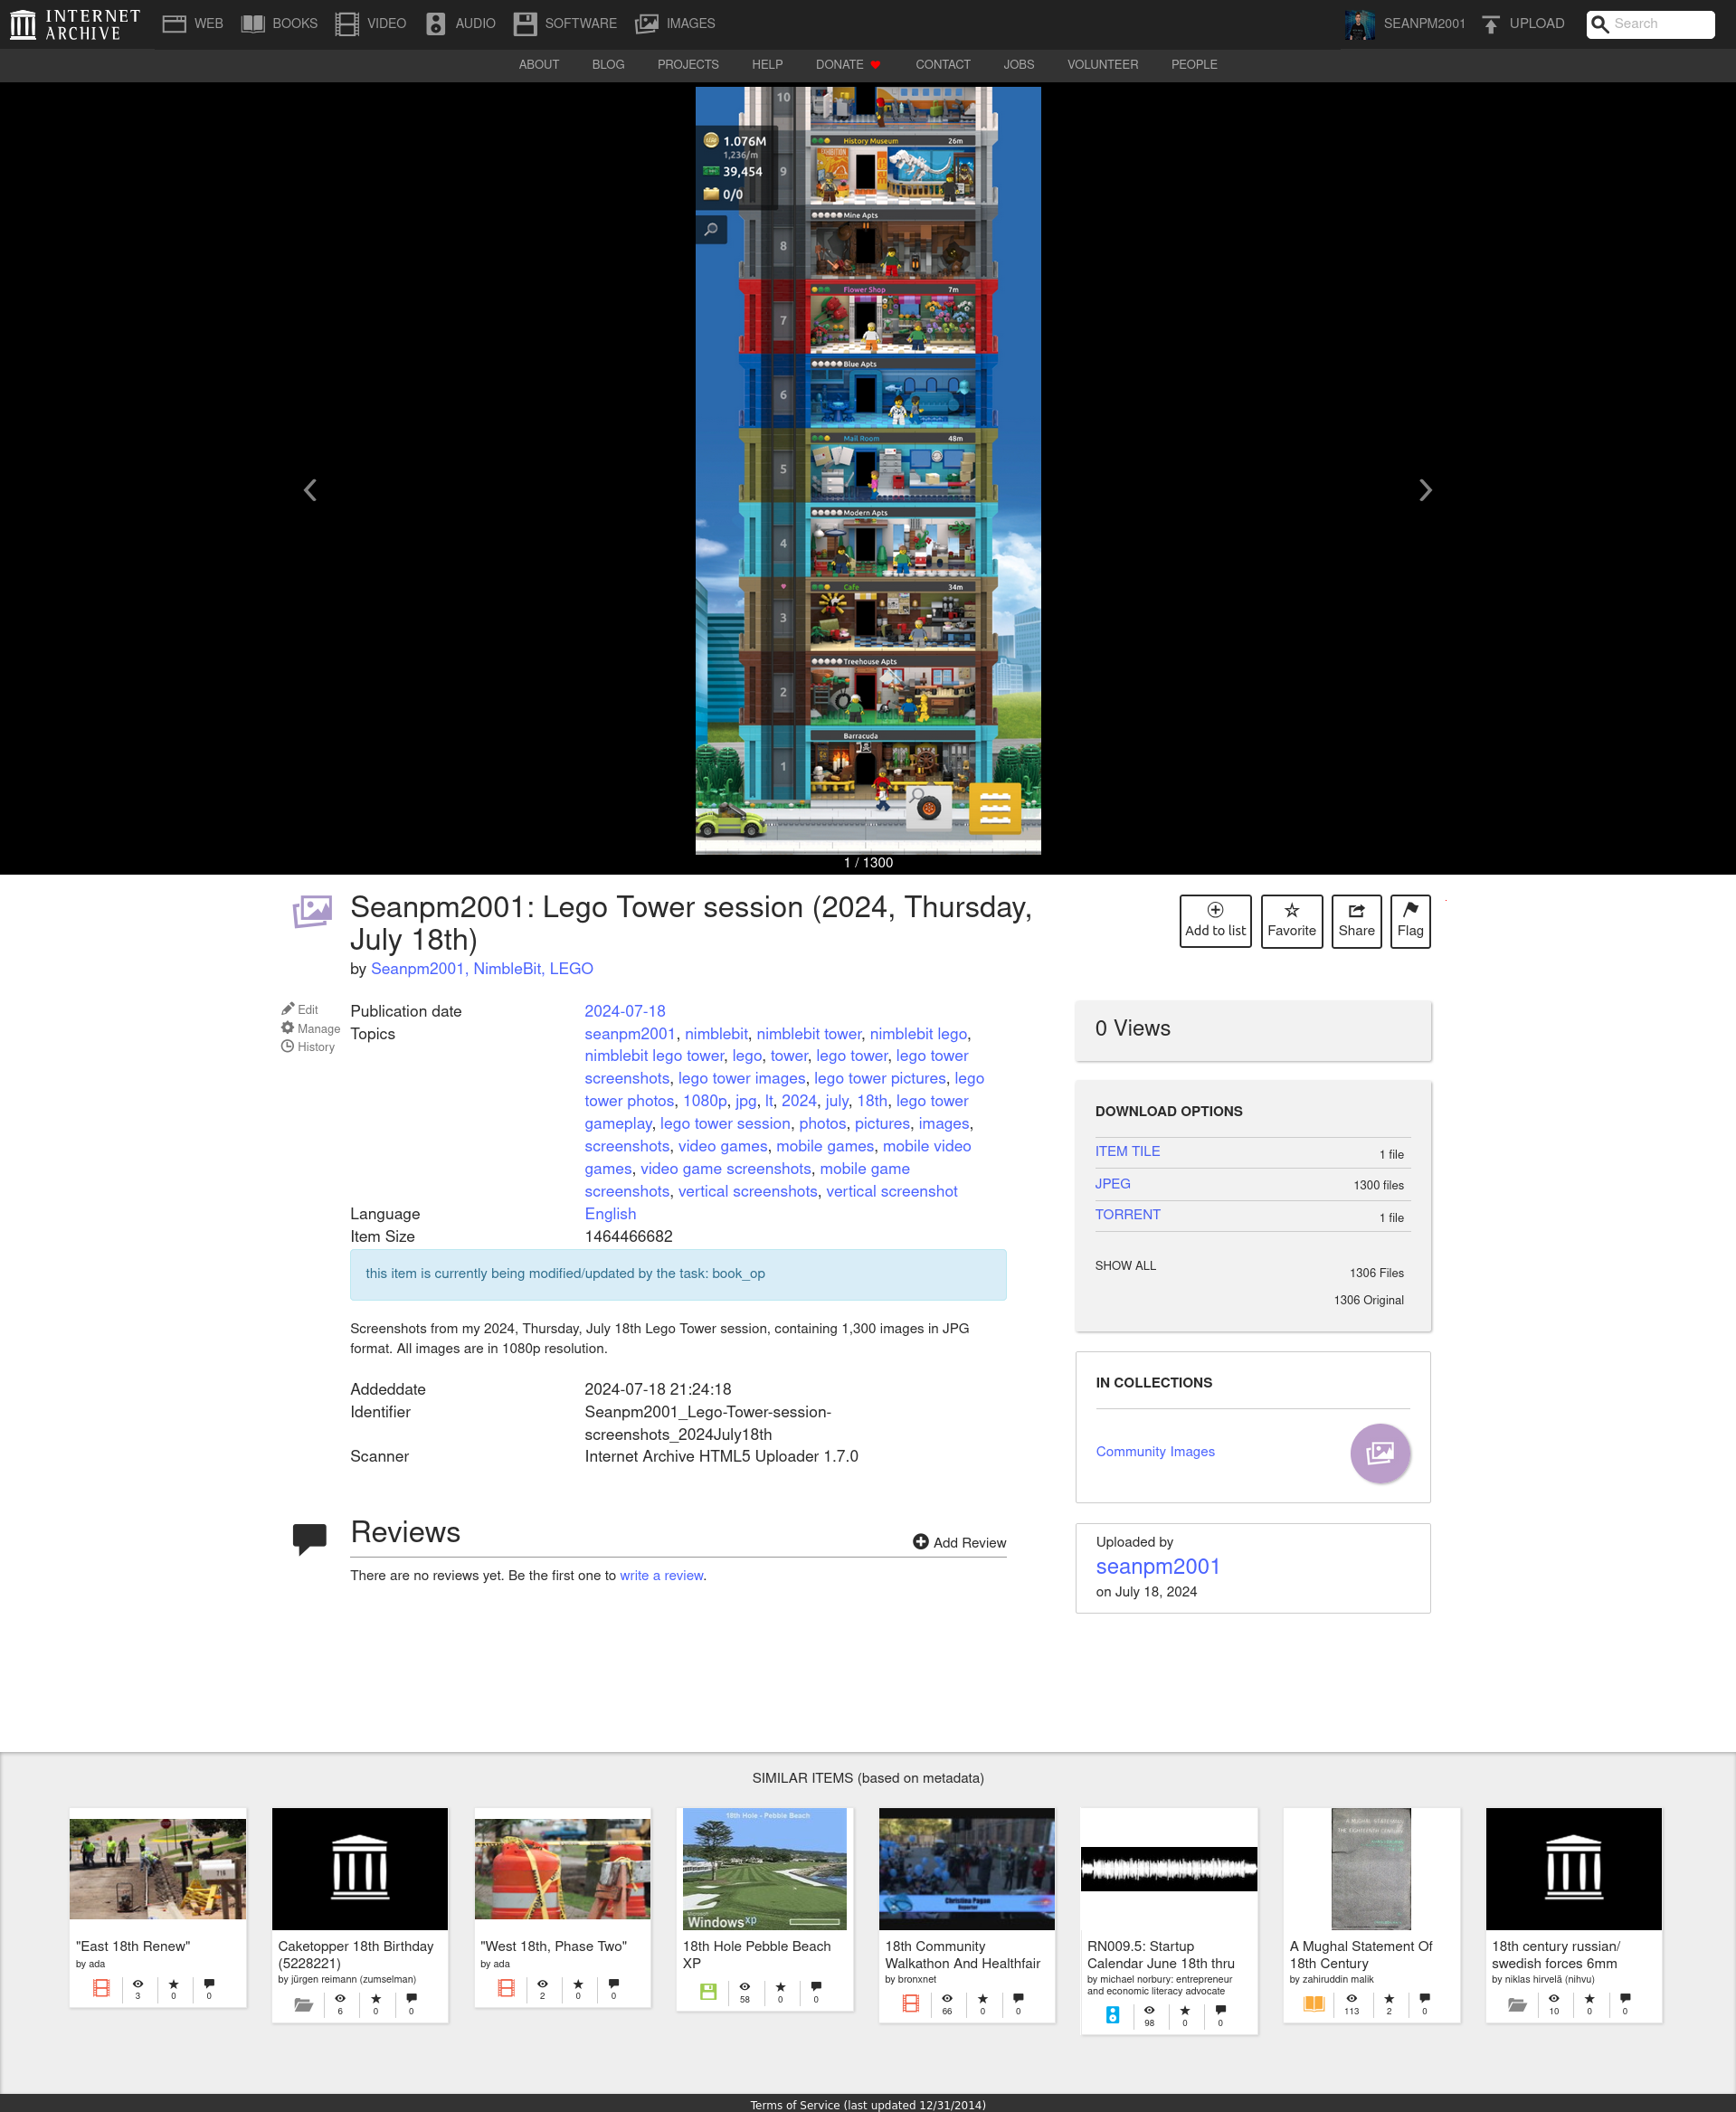 INTERNET ARCHIVE
WEB BOOKS VIDEO AUDIO SOFTWARE IMAGES SEANPM2001 UPLOAD Search
ABOUT BLOG PROJECTS HELP DONATE CONTACT JOBS VOLUNTEER PEOPLE
10
1.076M
1,236/m
39,454
0/0
History Museum 26m
9
Mine Apts
8
Flower Shop 7m
7
Blue Apts
6
Mail Room 48m
5
Modern Apts
4
Cafe 34m
3
Treehouse Apts
2
Barracuda
1
1 / 1300
Seanpm2001: Lego Tower session (2024, Thursday,
July 18th)
by Seanpm2001, NimbleBit, LEGO
Add to list Favorite Share Flag
Edit
Manage
History
Publication date 2024-07-18
Topics seanpm2001, nimblebit, nimblebit tower, nimblebit lego,
nimblebit lego tower, lego, tower, lego tower, lego tower
screenshots, lego tower images, lego tower pictures, lego
tower photos, 1080p, jpg, lt, 2024, july, 18th, lego tower
gameplay, lego tower session, photos, pictures, images,
screenshots, video games, mobile games, mobile video
games, video game screenshots, mobile game
screenshots, vertical screenshots, vertical screenshot
Language English
Item Size 1464466682
this item is currently being modified/updated by the task: book_op
Screenshots from my 2024, Thursday, July 18th Lego Tower session, containing 1,300 images in JPG
format. All images are in 1080p resolution.
Addeddate 2024-07-18 21:24:18
Identifier Seanpm2001_Lego-Tower-session-
screenshots_2024July18th
Scanner Internet Archive HTML5 Uploader 1.7.0
Reviews
Add Review
There are no reviews yet. Be the first one to write a review.
0 Views
DOWNLOAD OPTIONS
ITEM TILE 1 file
JPEG 1300 files
TORRENT 1 file
SHOW ALL 1306 Files
1306 Original
IN COLLECTIONS
Community Images
Uploaded by
seanpm2001
on July 18, 2024
SIMILAR ITEMS (based on metadata)
"East 18th Renew"
by ada
3 0 0
Caketopper 18th Birthday
(5228221)
by jürgen reimann (zumselman)
6 0 0
"West 18th, Phase Two"
by ada
2 0 0
18th Hole - Pebble Beach
Windows xp
18th Hole Pebble Beach
XP
58 0 0
Christina Pagan
Reporter
18th Community
Walkathon And Healthfair
by bronxnet
66 0 0
RN009.5: Startup
Calendar June 18th thru
by michael norbury: entrepreneur
and economic literacy advocate
98 0 0
A MUGHAL STATESMAN
A Mughal Statement Of
18th Century
by zahiruddin malik
113 2 0
18th century russian/
swedish forces 6mm
by niklas hirvelä (nihvu)
10 0 0
Terms of Service (last updated 12/31/2014)